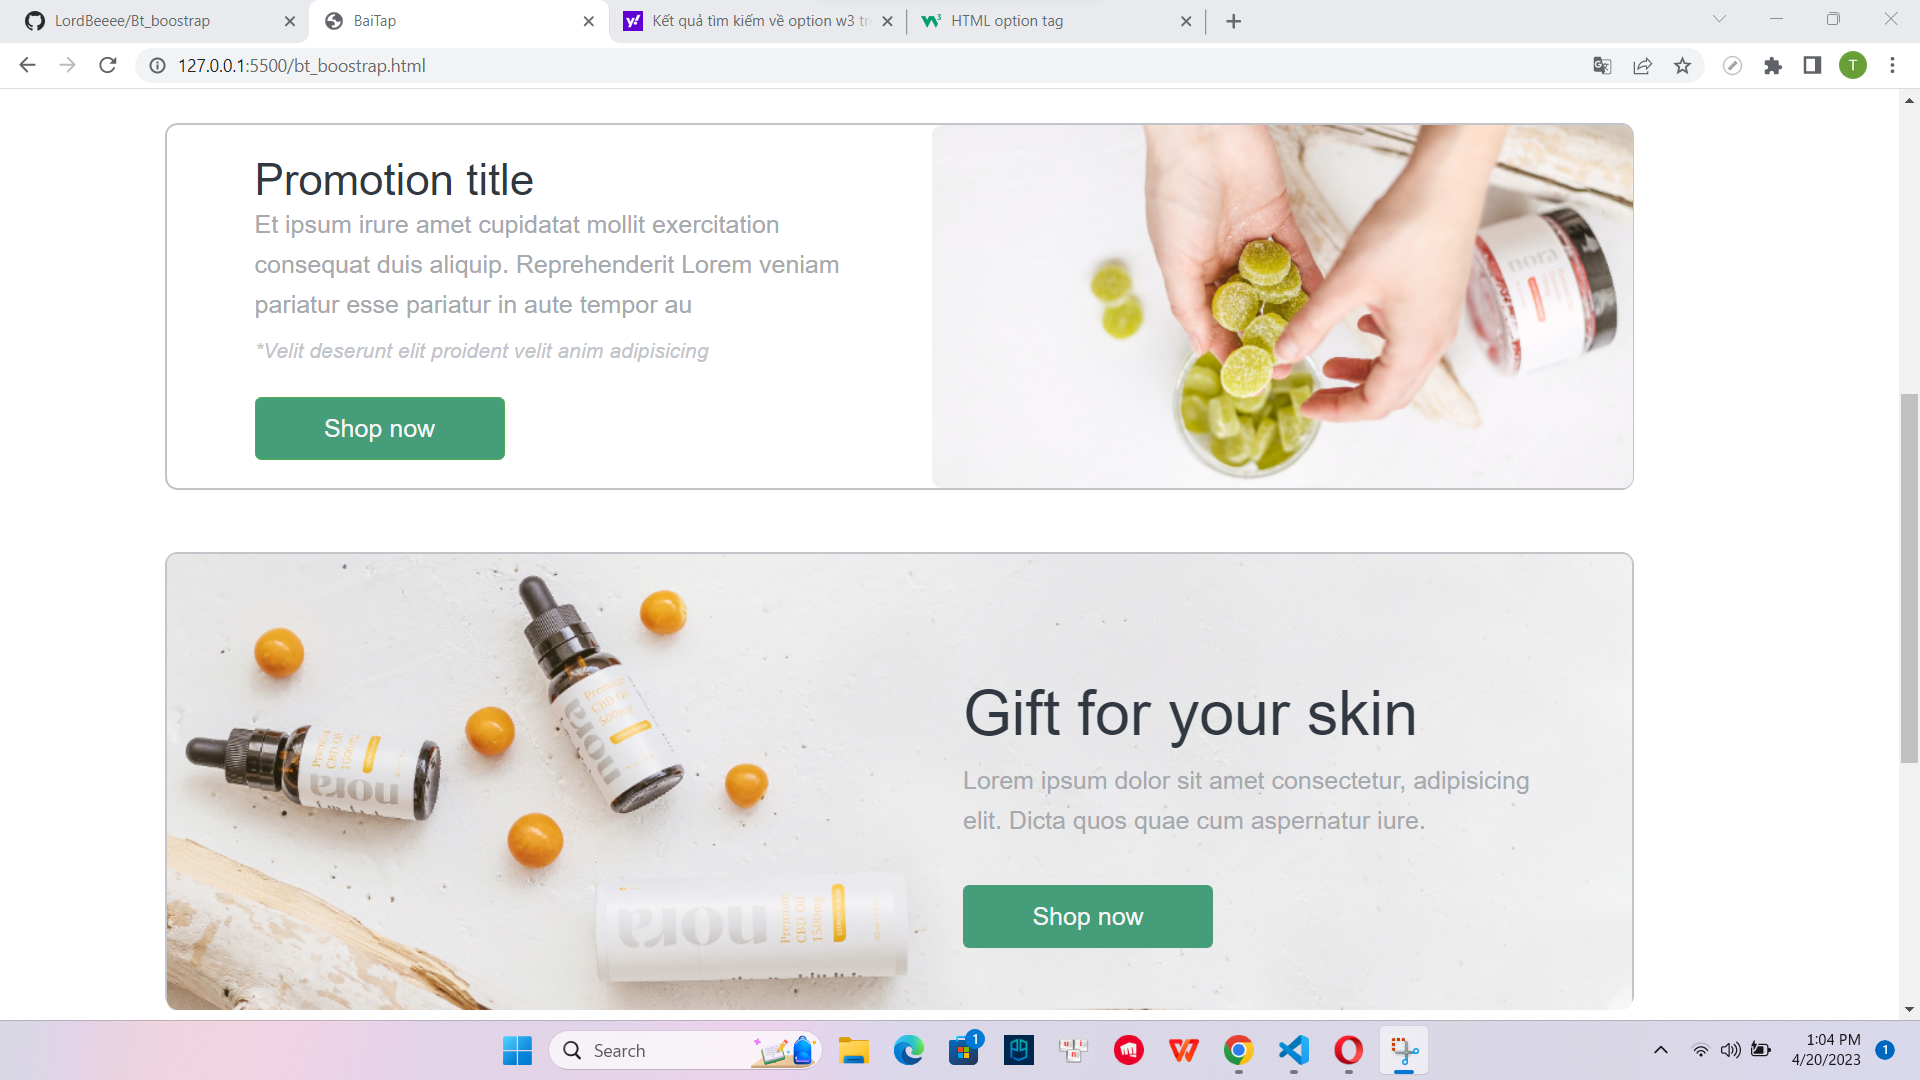 LordBeeee/Bt_boostrap
BaiTap
Kết quả tìm kiếm về option w3 tr
HTML option tag
127.0.0.1:5500/bt_boostrap.html
T
Promotion title
Et ipsum irure amet cupidatat mollit exercitation
consequat duis aliquip. Reprehenderit Lorem veniam
pariatur esse pariatur in aute tempor au
*Velit deserunt elit proident velit anim adipisicing
Shop now
nora
Premium
CBD Oil
500mg
nora
Premium
CBD Oil
1000mg
nora
Gift for your skin
Lorem ipsum dolor sit amet consectetur, adipisicing
elit. Dicta quos quae cum aspernatur iure.
Shop now
nora
Premium
CBD Oil
1500mg
Search
1
1:04 PM
4/20/2023
1